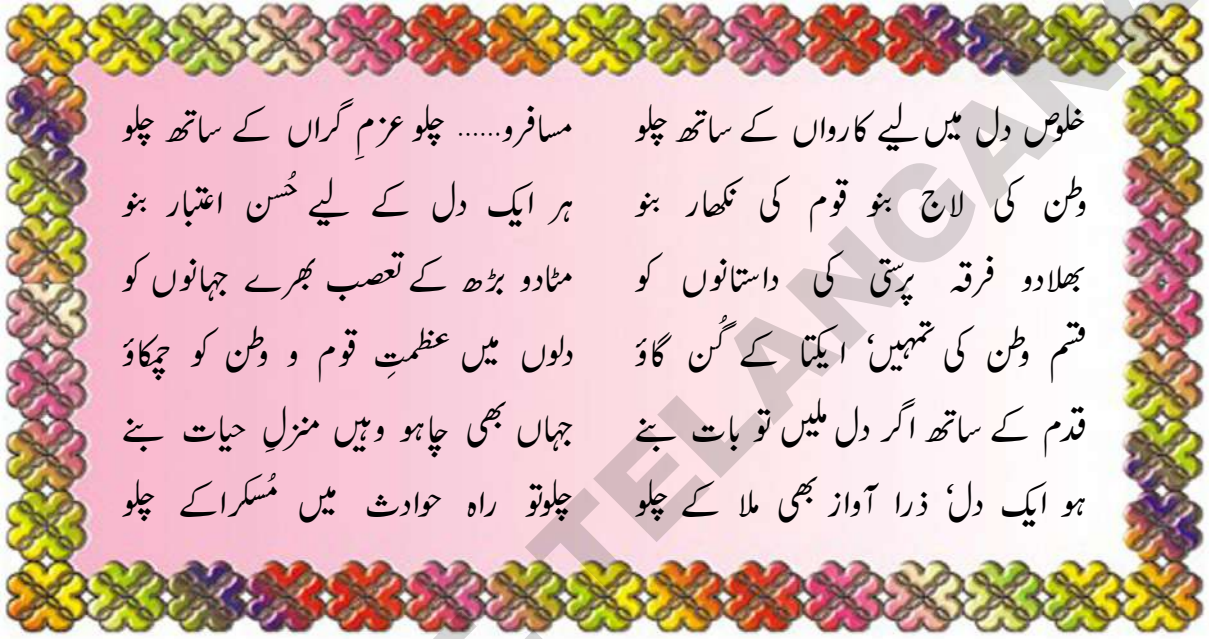 خلوص دل میں لیے کارواں کے ساتھ چلو مسافرو...... چلو عزمِ گراں کے ساتھ چلو
وطن کی لاج بنو قوم کی نکھار بنو ہر ایک دل کے لیے حُسن اعتبار بنو
بھلادو فرقہ پرستی کی داستانوں کو مٹادو بڑھ کے تعصب بھرے جہانوں کو
قسم وطن کی تمہیں، ایکتا کے گُن گاؤ دلوں میں عظمتِ قوم و وطن کو چمکاؤ
قدم کے ساتھ اگر دل ملیں تو بات بنے جہاں بھی چاہو وہیں منزلِ حیات بنے
ہو ایک دل، ذرا آواز بھی ملا کے چلو چلوتو راہ حوادث میں مُسکراکے چلو
TELANGANA